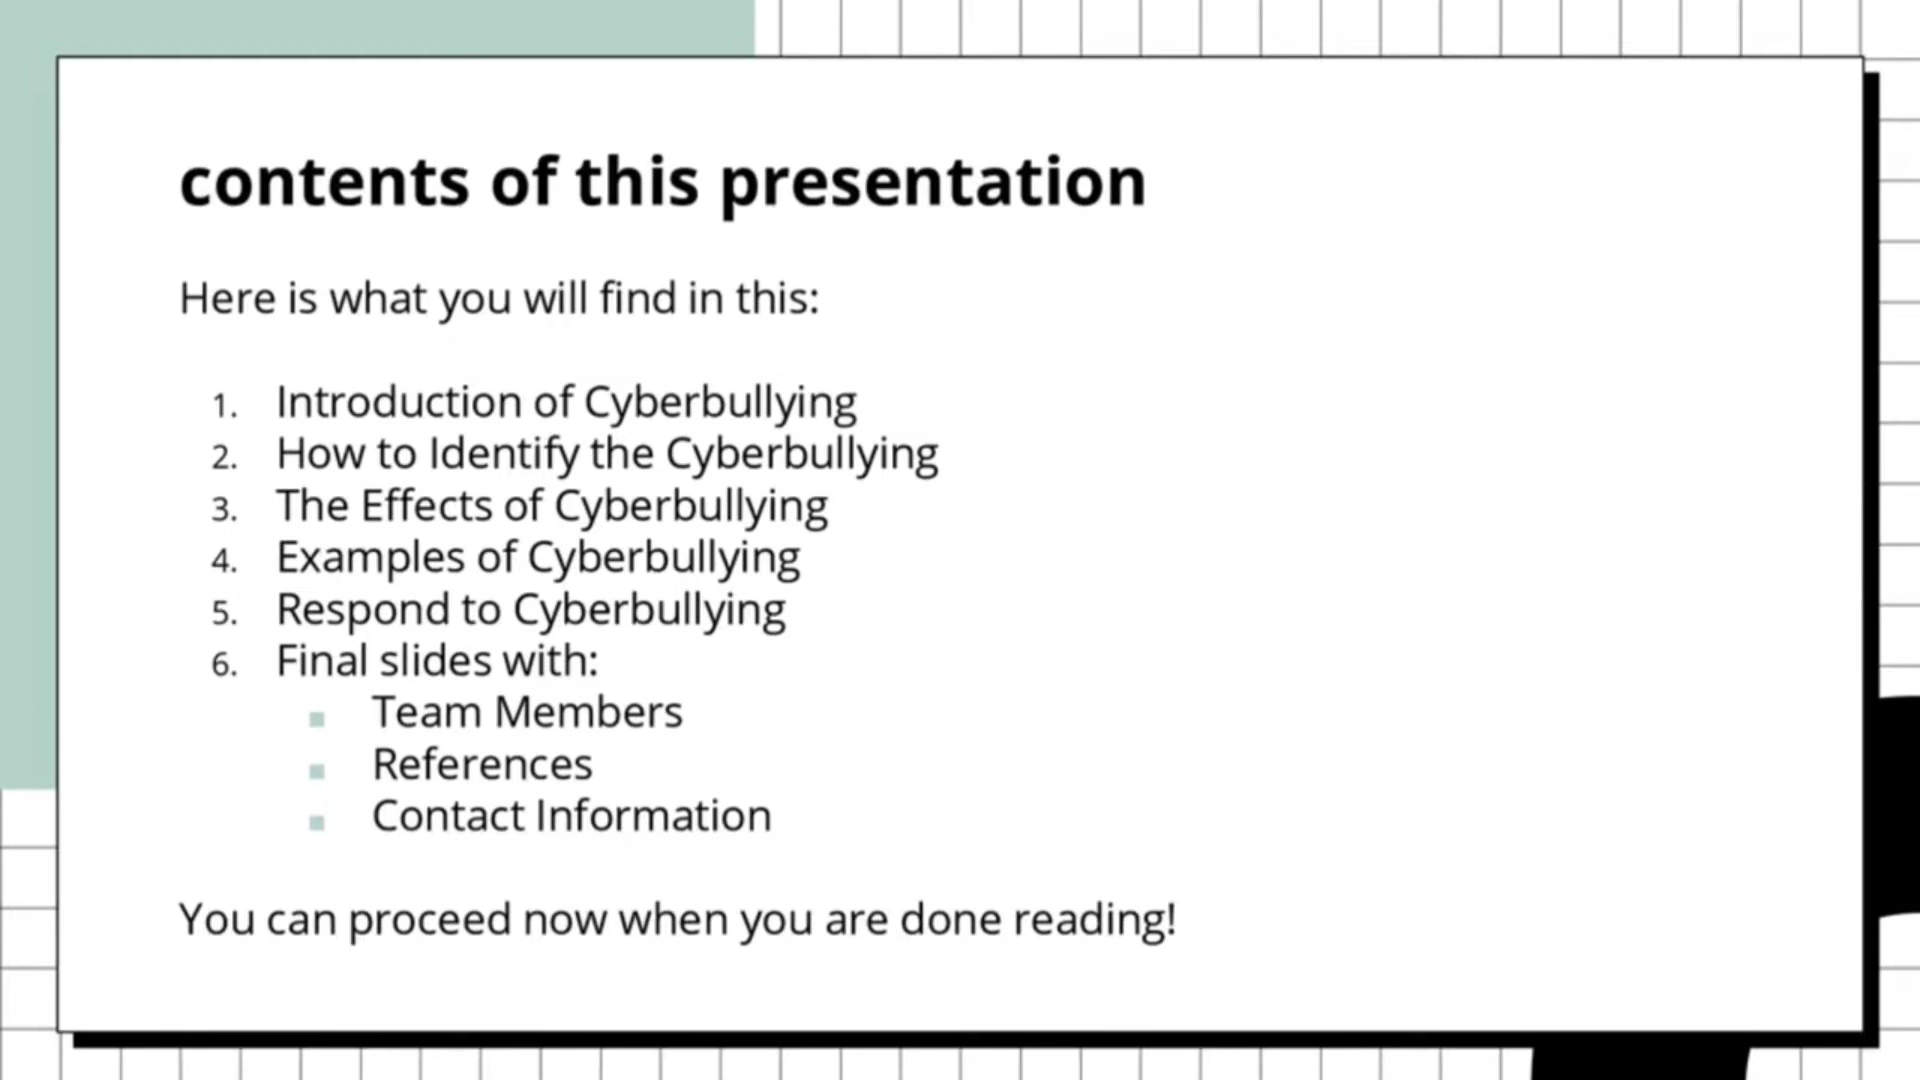 contents of this presentation
Here is what you will find in this:
1. Introduction of Cyberbullying
2. How to Identify the Cyberbullying
3. The Effects of Cyberbullying
4. Examples of Cyberbullying
5. Respond to Cyberbullying
6. Final slides with:
Team Members
References
Contact Information
You can proceed now when you are done reading!